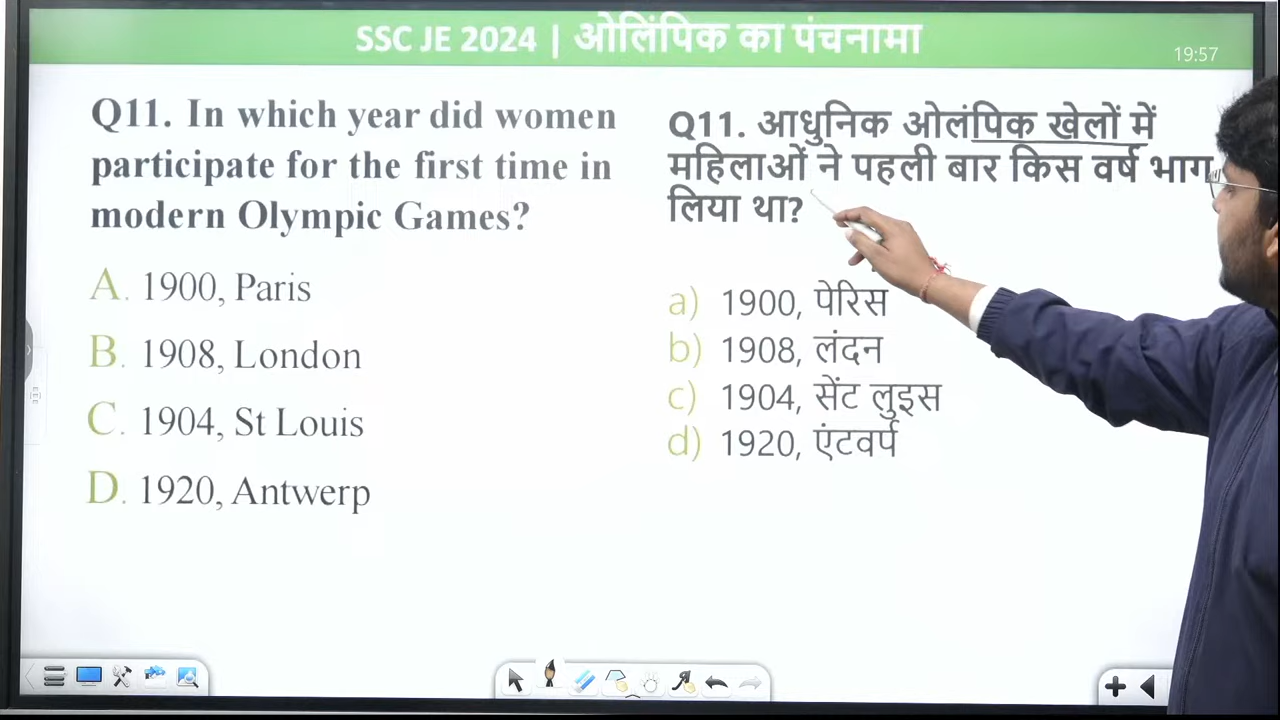 SSC JE 2024 | ओलिंपिक का पंचनामा
19:57
Q11. In which year did women
participate for the first time in
modern Olympic Games?
A. 1900, Paris
B. 1908, London
C. 1904, St Louis
D. 1920, Antwerp
Q11. आधुनिक ओलंपिक खेलों में
महिलाओं ने पहली बार किस वर्ष भाग
लिया था?
a) 1900, पेरिस
b) 1908, लंदन
c) 1904, सेंट लुइस
d) 1920, एंटवर्प